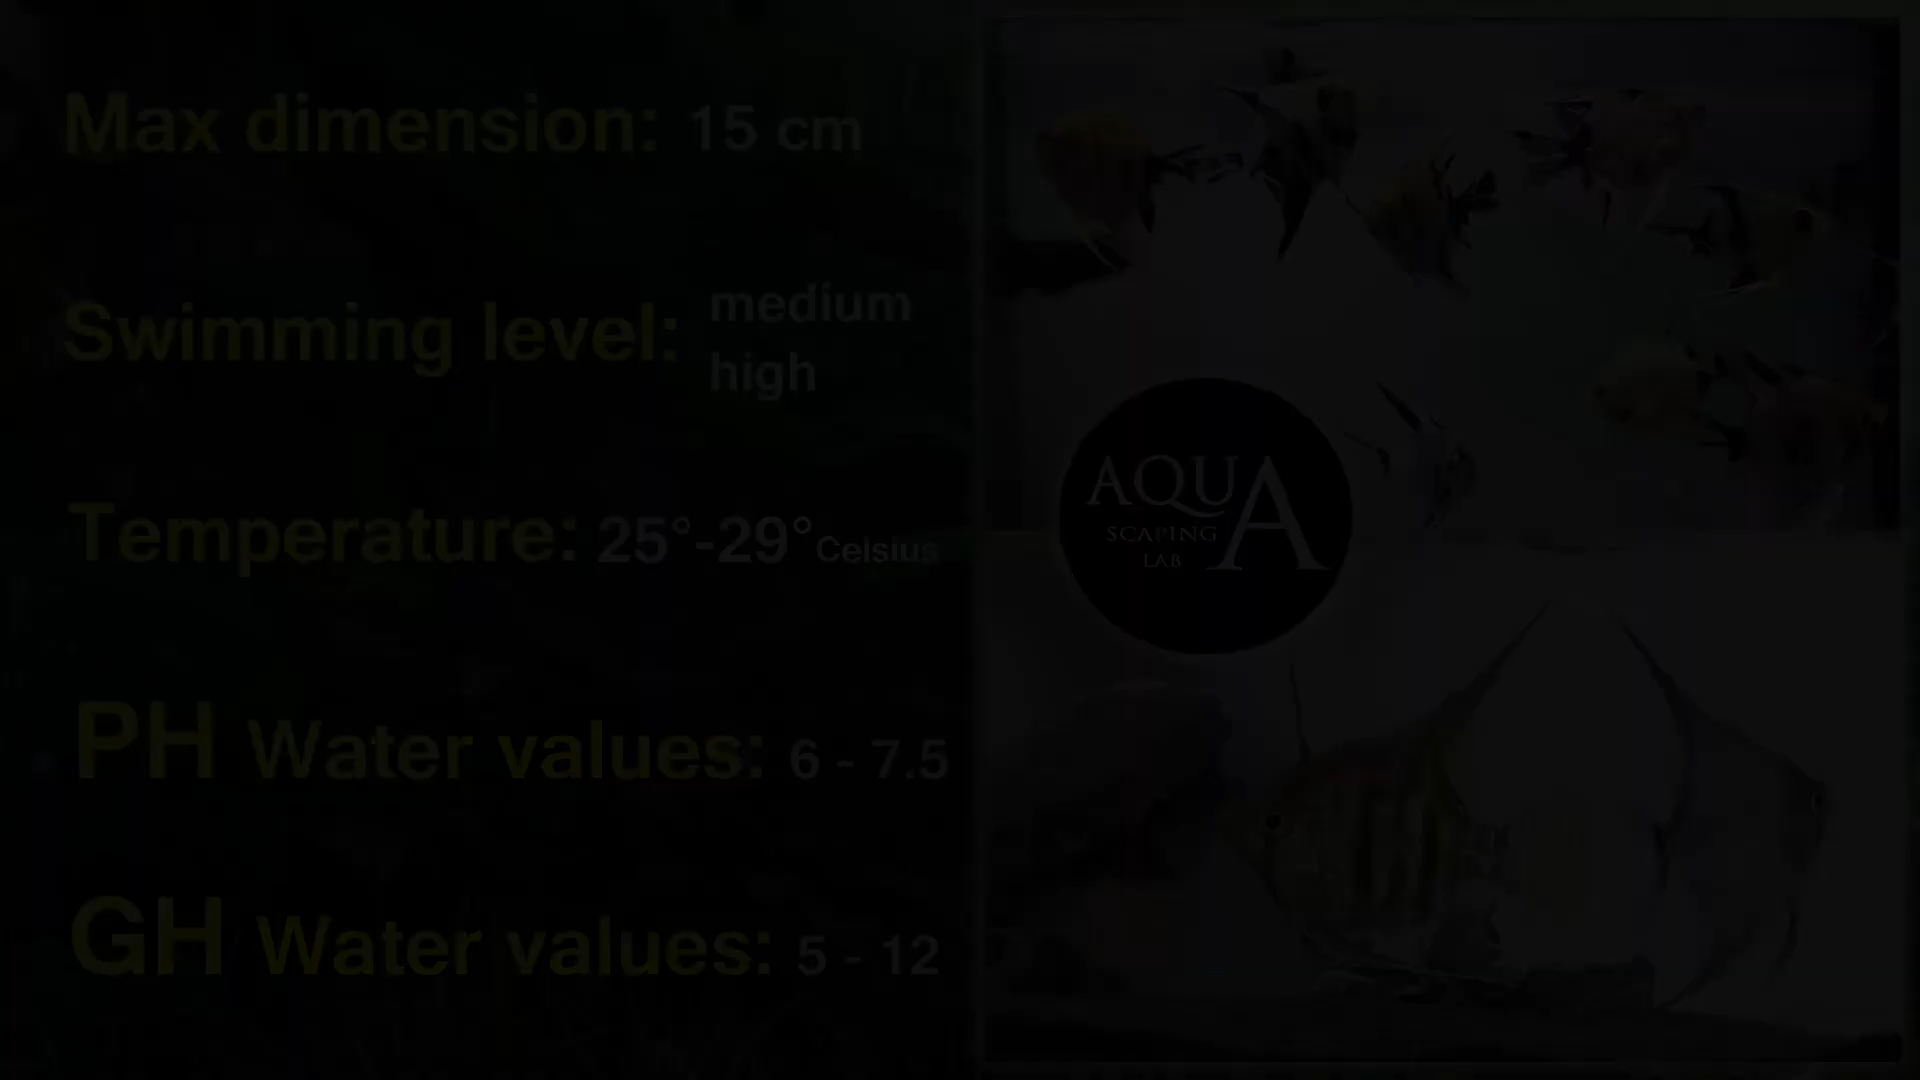 Max dimension: 15 cm
Swimming level: medium
high
Temperature: 25°-29° Celsius
PH Water values: 6 - 7.5
GH Water values: 5 - 12
AQUA
SCAPING
LAB